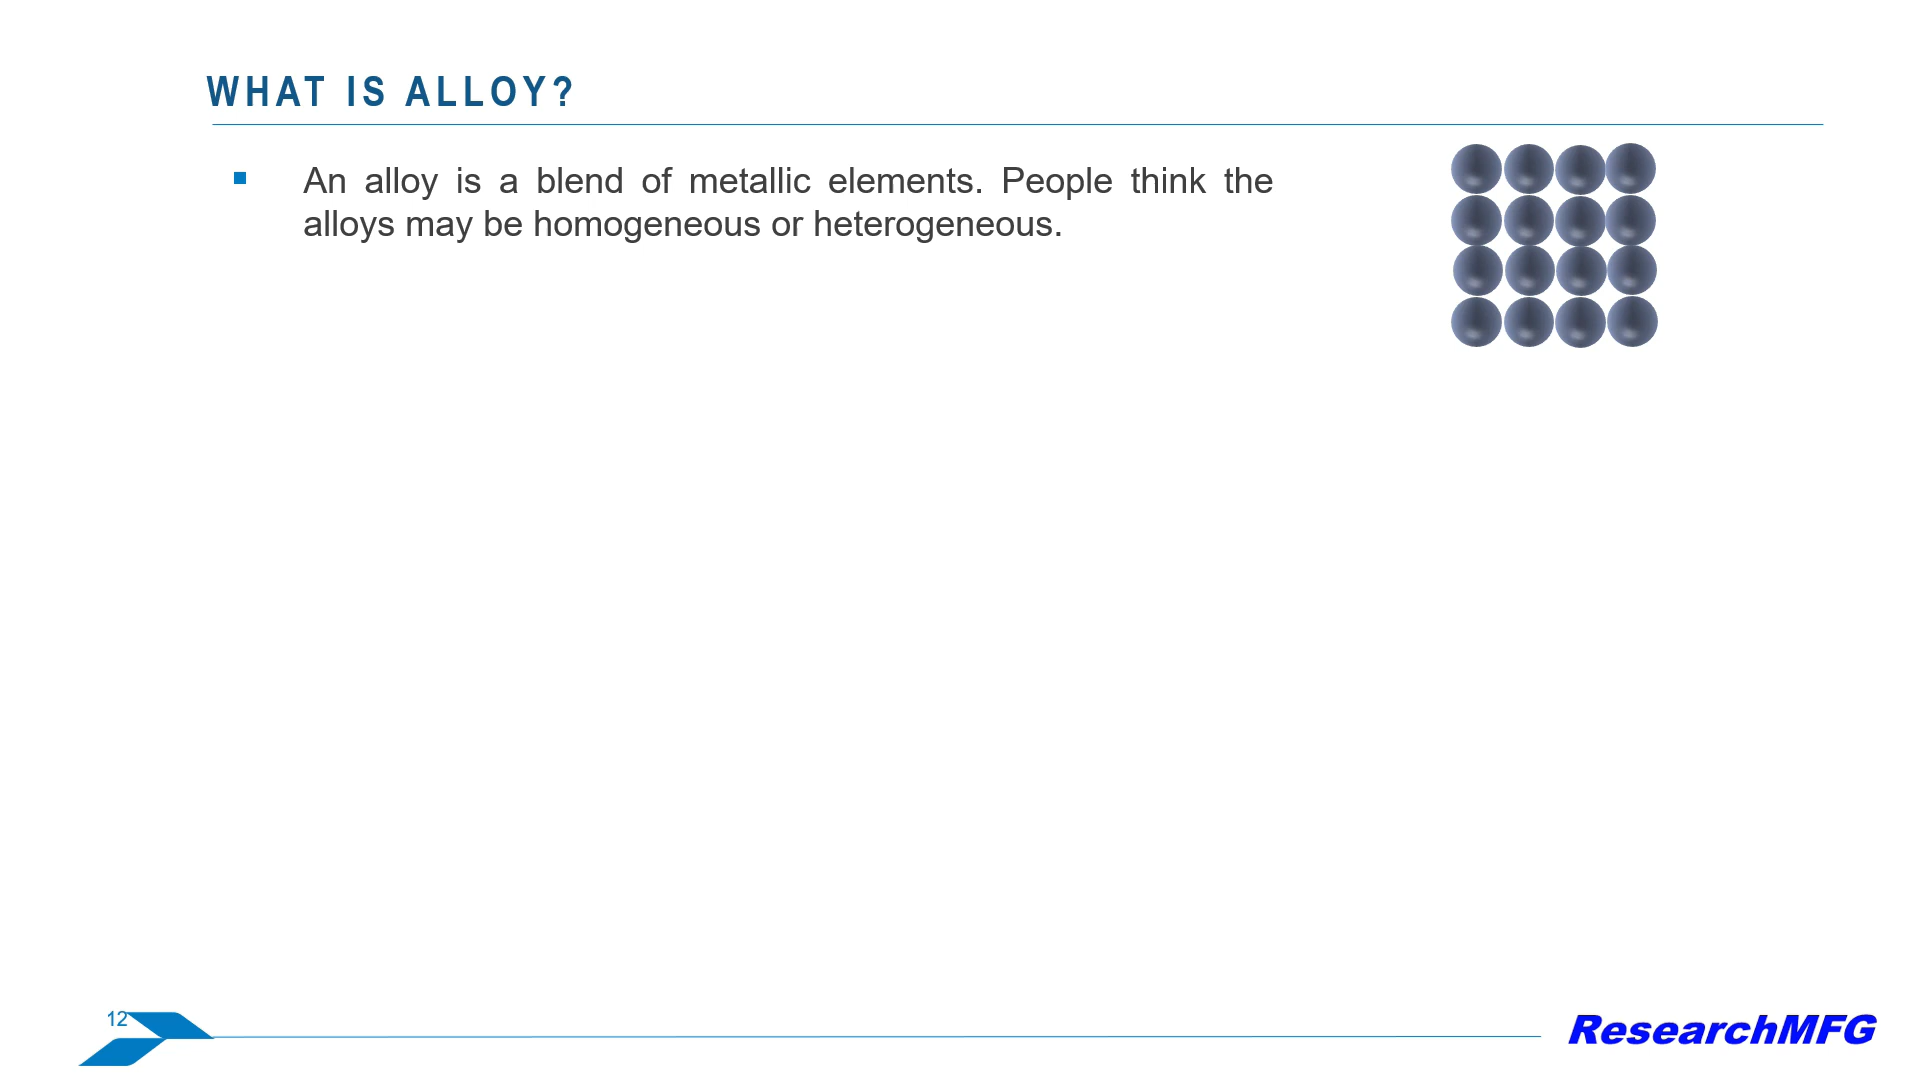 WHAT IS ALLOY?
An alloy is a blend of metallic elements. People think the
alloys may be homogeneous or heterogeneous.
12
ResearchMFG